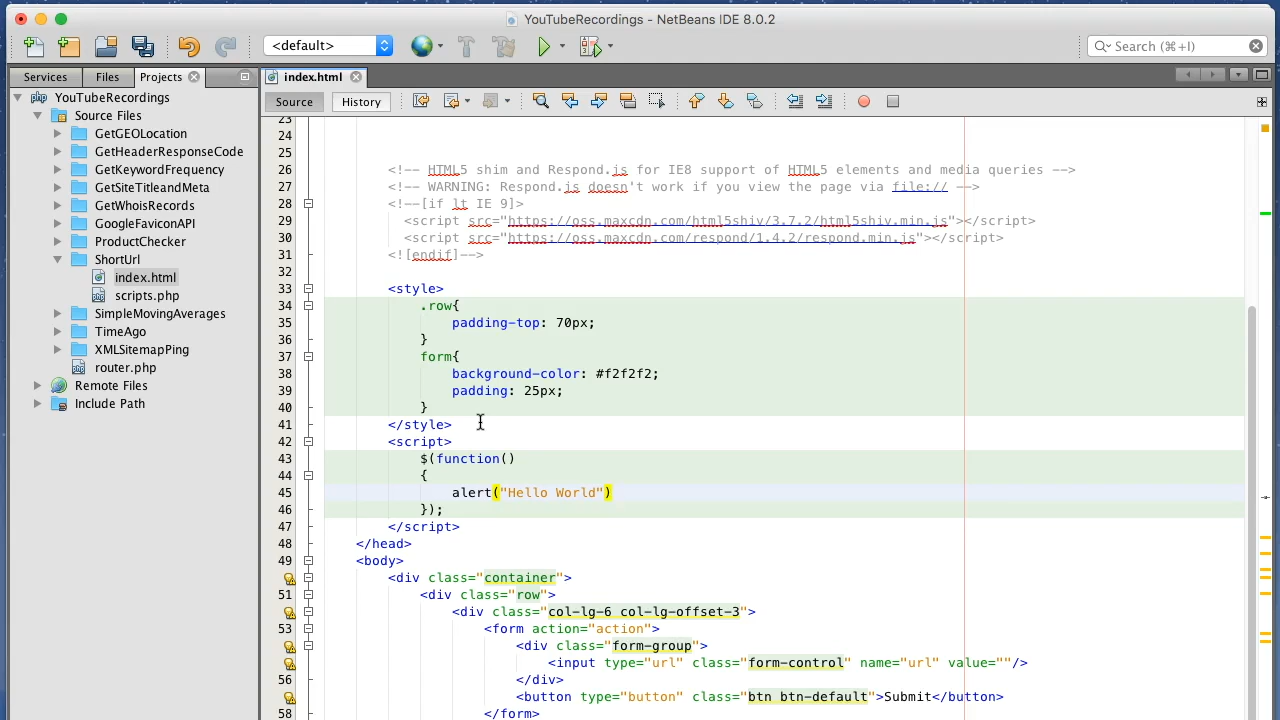 YouTubeRecordings - NetBeans IDE 8.0.2
<default>
Search (⌘+I)
Services
Files
Projects
index.html
YouTubeRecordings
Source Files
GetGEOLocation
GetHeaderResponseCode
GetKeywordFrequency
GetSiteTitleandMeta
GetWhoisRecords
GoogleFaviconAPI
ProductChecker
ShortUrl
index.html
scripts.php
SimpleMovingAverages
TimeAgo
XMLSitemapPing
router.php
Remote Files
Include Path
Source
History
23
24
25
26 <!-- HTML5 shim and Respond.js for IE8 support of HTML5 elements and media queries -->
27 <!-- WARNING: Respond.js doesn't work if you view the page via file:// -->
28 <!--[if lt IE 9]>
29 <script src="https://oss.maxcdn.com/html5shiv/3.7.2/html5shiv.min.js"></script>
30 <script src="https://oss.maxcdn.com/respond/1.4.2/respond.min.js"></script>
31 <![endif]-->
32
33 <style>
34 .row{
35 padding-top: 70px;
36 }
37 form{
38 background-color: #f2f2f2;
39 padding: 25px;
40 }
41 </style>
42 <script>
43 $(function()
44 {
45 alert("Hello World")
46 });
47 </script>
48 </head>
49 <body>
<div class="container">
51 <div class="row">
<div class="col-lg-6 col-lg-offset-3">
53 <form action="action">
<div class="form-group">
<input type="url" class="form-control" name="url" value=""/>
56 </div>
<button type="button" class="btn btn-default">Submit</button>
58 </form>